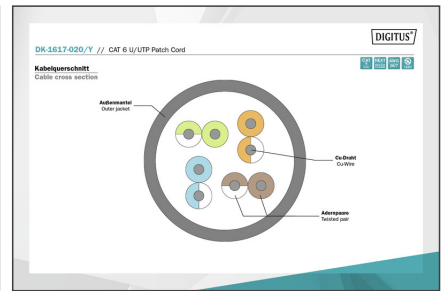 DIGITUS®
DK-1617-020/Y // CAT 6 U/UTP Patch Cord
Kabelquerschnitt
Cable cross section
Außenmantel
Outer jacket
Cu-Draht
Cu-Wire
Adernpaare
Twisted pair